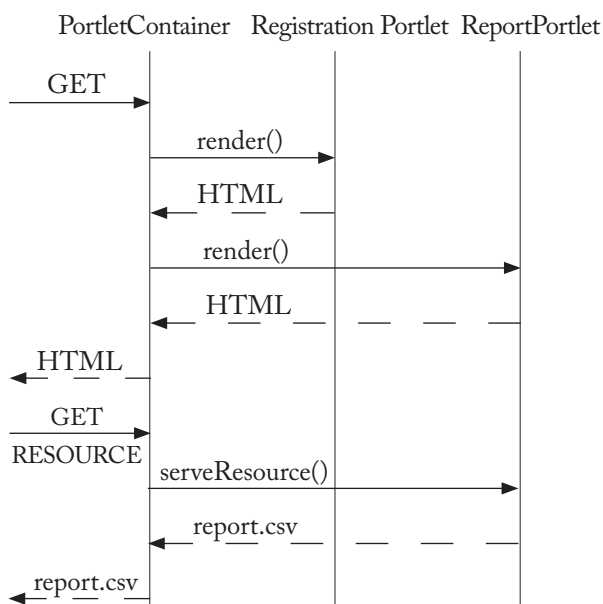 PortletContainer Registration Portlet ReportPortlet
GET
render()
HTML
render()
HTML
HTML
GET
RESOURCE
serveResource()
report.csv
report.csv